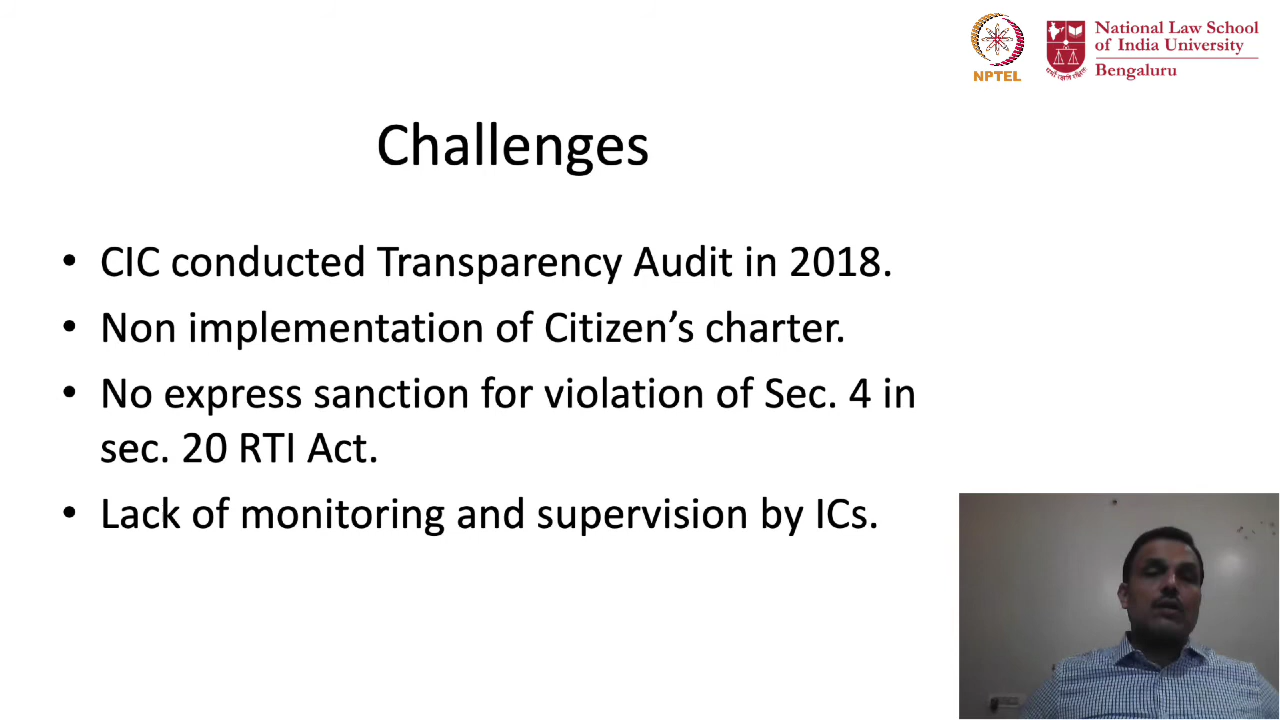 NPTEL
National Law School
of India University
Bengaluru
Challenges
• CIC conducted Transparency Audit in 2018.
• Non implementation of Citizen’s charter.
• No express sanction for violation of Sec. 4 in
sec. 20 RTI Act.
• Lack of monitoring and supervision by ICs.